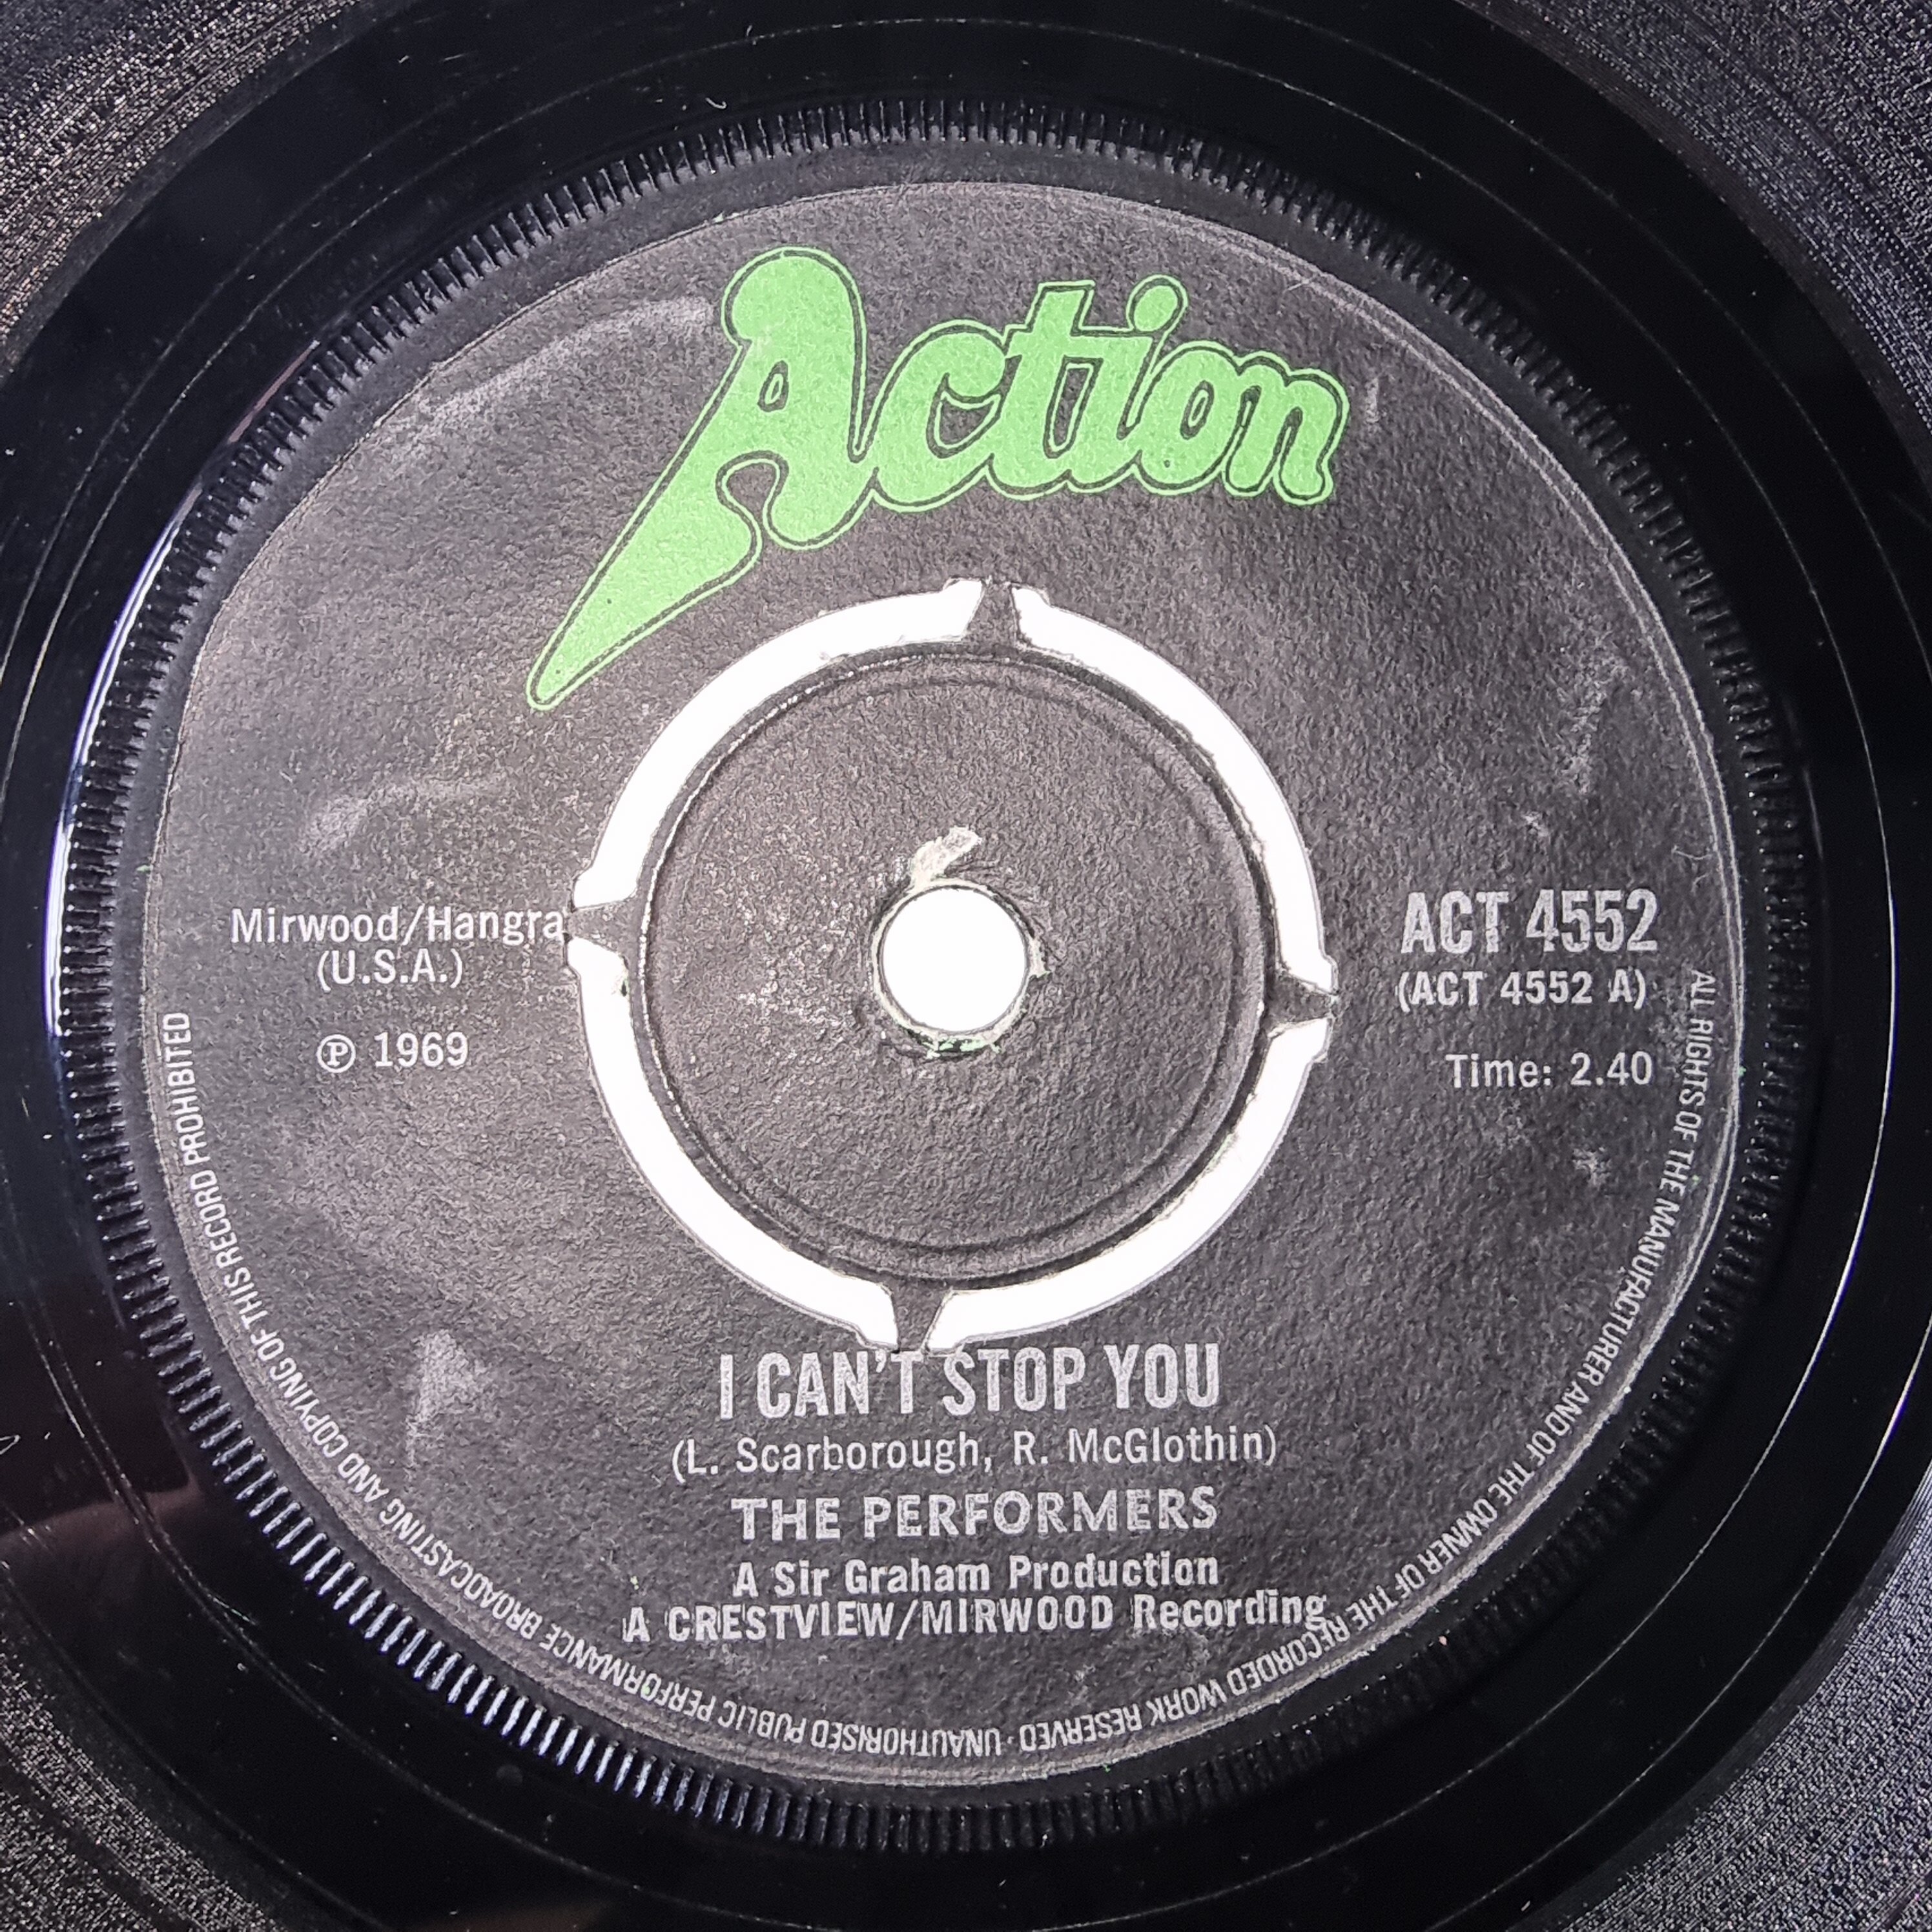 Action
Mirwood/Hangra
(U.S.A.)
℗ 1969
ACT 4552
(ACT 4552 A)
Time: 2.40
I CAN'T STOP YOU
(L. Scarborough, R. McGlothin)
THE PERFORMERS
A Sir Graham Production
A CRESTVIEW/MIRWOOD Recording
ALL RIGHTS OF THE MANUFACTURER AND OF THE OWNER OF THE RECORDED WORK RESERVED · UNAUTHORISED PUBLIC PERFORMANCE BROADCASTING AND COPYING OF THIS RECORD PROHIBITED